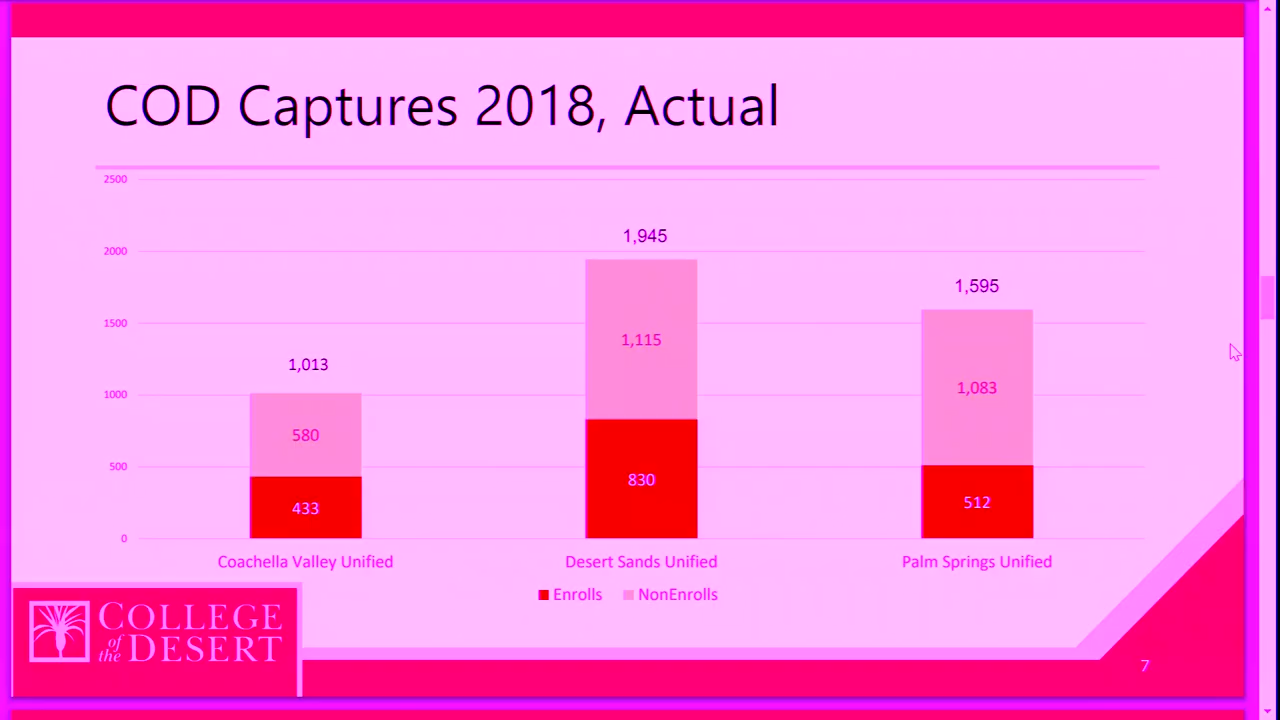 COD Captures 2018, Actual
2500
2000
1500
1000
500
0
1,013
580
433
1,945
1,115
830
1,595
1,083
512
Coachella Valley Unified
Desert Sands Unified
Palm Springs Unified
Enrolls NonEnrolls
COLLEGE
of the DESERT
7